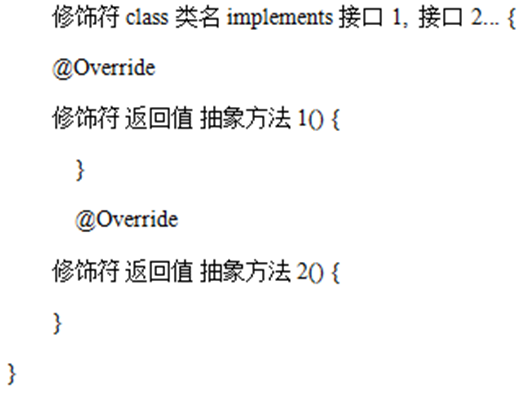 修饰符 class 类名 implements 接口 1, 接口 2... {
@Override
修饰符 返回值 抽象方法 1() {
}
@Override
修饰符 返回值 抽象方法 2() {
}
}